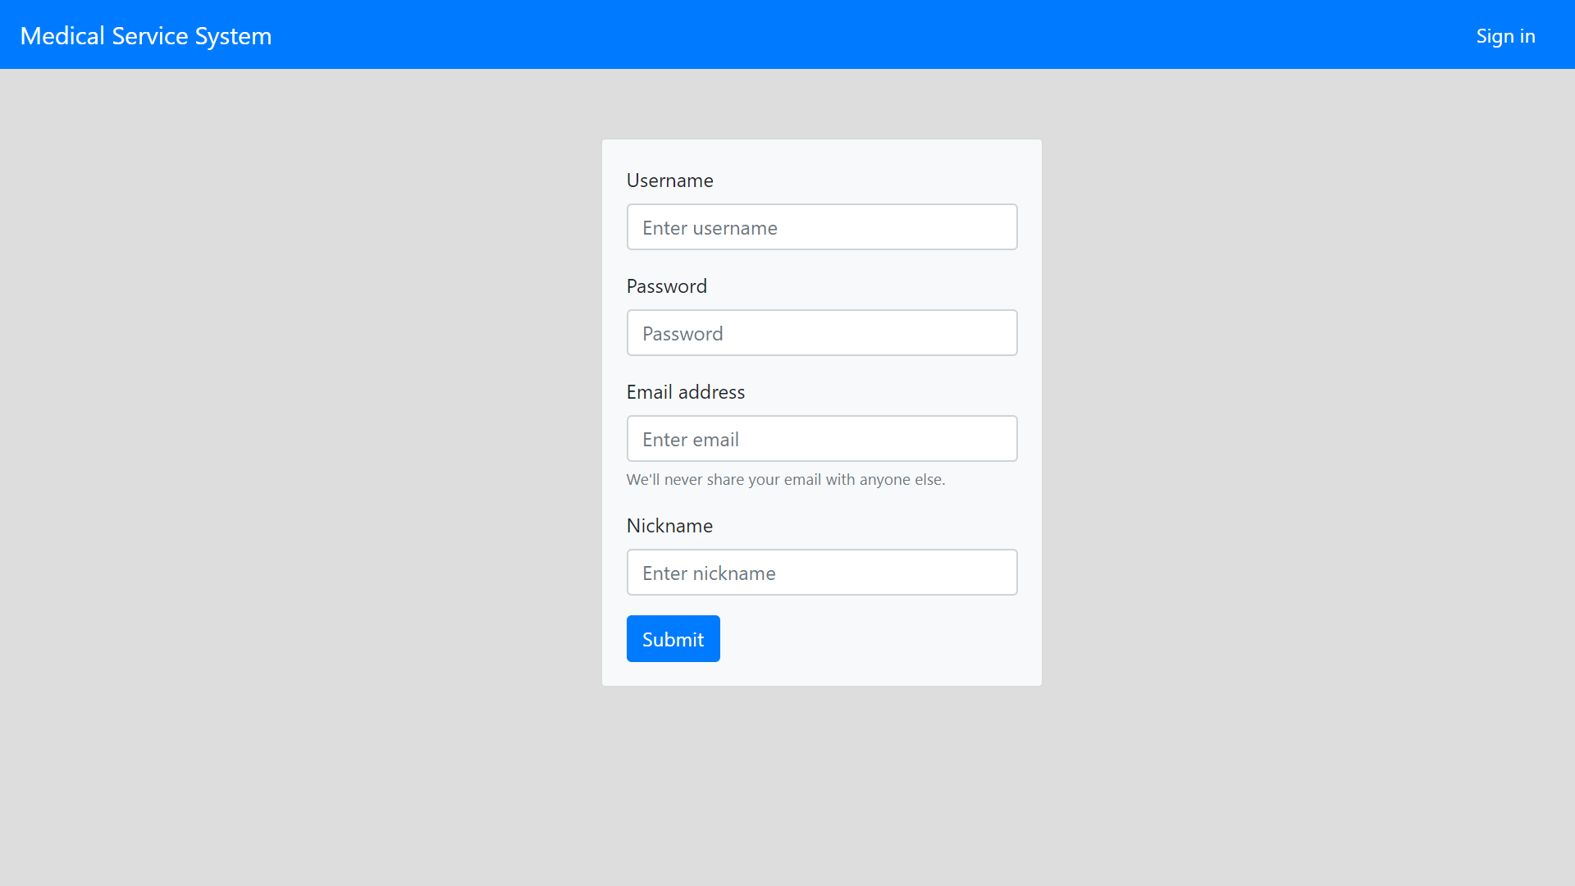 Medical Service System
Sign in
Username
Enter username
Password
Password
Email address
Enter email
We'll never share your email with anyone else.
Nickname
Enter nickname
Submit